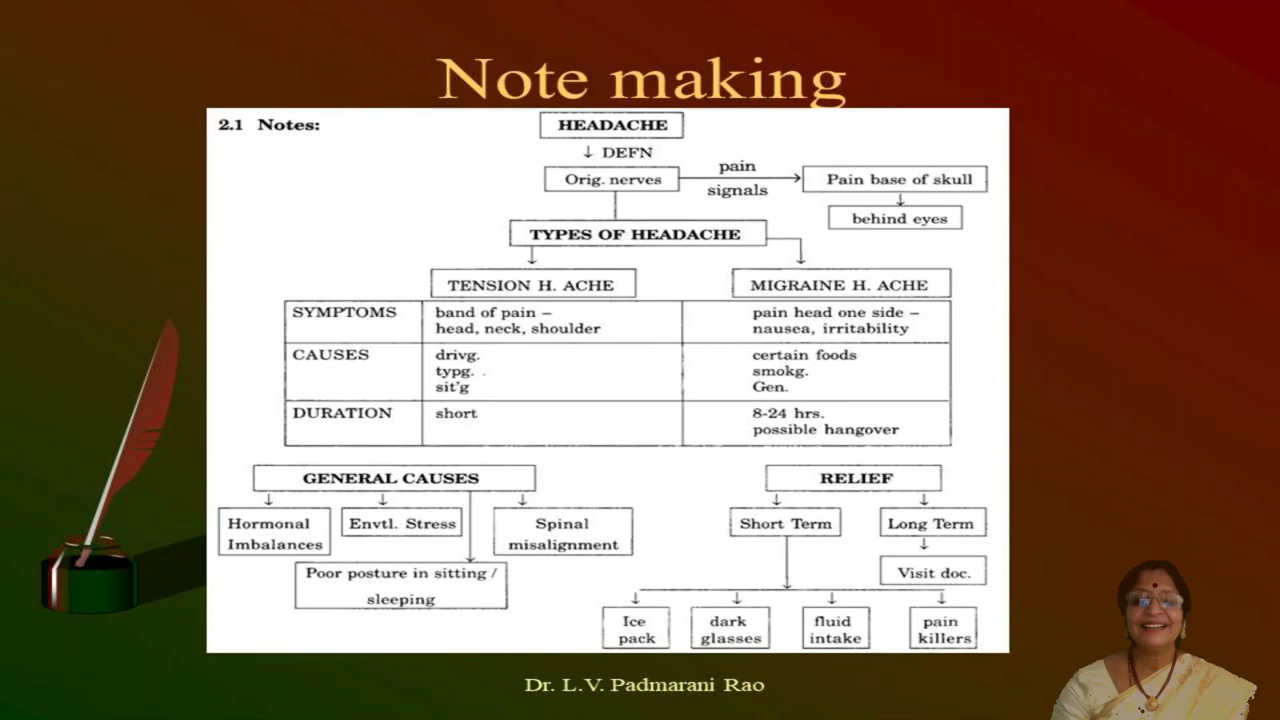 Note making
2.1 Notes:
HEADACHE
↓ DEFN
Orig. nerves
pain
signals
Pain base of skull
behind eyes
TYPES OF HEADACHE
TENSION H. ACHE
MIGRAINE H. ACHE
SYMPTOMS
band of pain –
head, neck, shoulder
pain head one side –
nausea, irritability
CAUSES
drivg.
typg.
sit'g
certain foods
smokg.
Gen.
DURATION
short
8-24 hrs.
possible hangover
GENERAL CAUSES
Hormonal
Imbalances
Envtl. Stress
Spinal
misalignment
Poor posture in sitting /
sleeping
RELIEF
Short Term
Long Term
Visit doc.
Ice
pack
dark
glasses
fluid
intake
pain
killers
Dr. L.V. Padmarani Rao